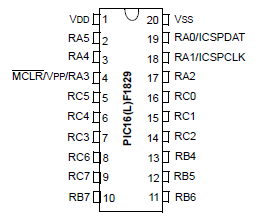 VDD 1 20 VSS
RA5 2 19 RA0/ICSPDAT
RA4 3 18 RA1/ICSPCLK
MCLR/VPP/RA3 4 17 RA2
RC5 5 16 RC0
RC4 6 15 RC1
RC3 7 14 RC2
RC6 8 13 RB4
RC7 9 12 RB5
RB7 10 11 RB6
PIC16(L)F1829